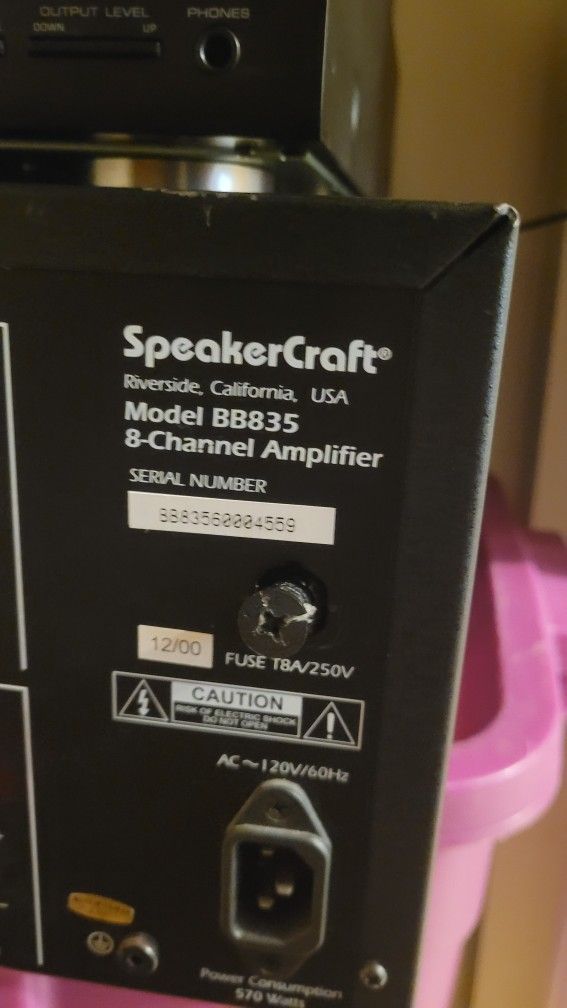 OUTPUT LEVEL
PHONES
DOWN
UP
SpeakerCraft®
Riverside, California, USA
Model BB835
8-Channel Amplifier
SERIAL NUMBER
BB83560004559
12/00
FUSE T8A/250V
CAUTION
RISK OF ELECTRIC SHOCK
DO NOT OPEN
AC～120V/60Hz
Power Consumption
570 Watts